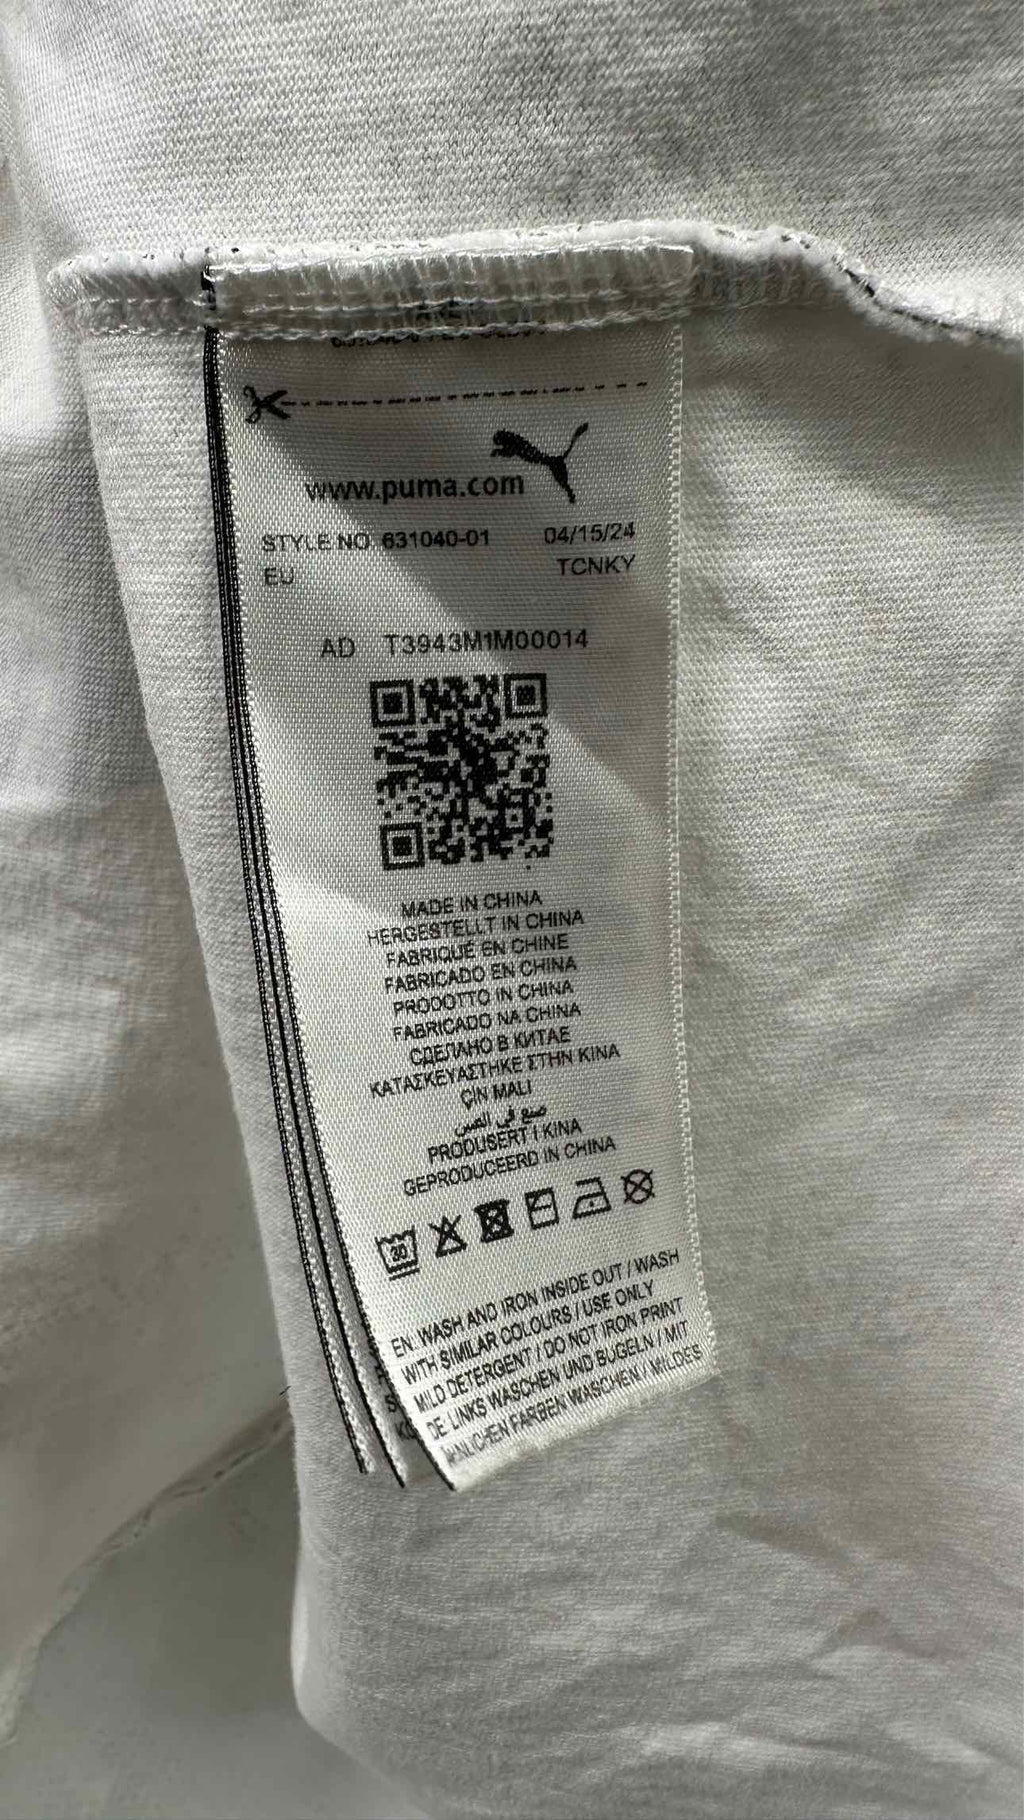 www.puma.com
STYLE NO. 631040-01 04/15/24
EU TCNKY
AD T3943M1M00014
MADE IN CHINA
HERGESTELLT IN CHINA
FABRIQUÉ EN CHINE
FABRICADO EN CHINA
PRODOTTO IN CHINA
FABRICADO NA CHINA
СДЕЛАНО В КИТАЕ
ΚΑΤΑΣΚΕΥΑΣΤΗΚΕ ΣΤΗΝ ΚΙΝΑ
ÇIN MALI
صنع في الصين
PRODUSERT I KINA
GEPRODUCEERD IN CHINA
30
EN: WASH AND IRON INSIDE OUT / WASH
WITH SIMILAR COLOURS / USE ONLY
MILD DETERGENT / DO NOT IRON PRINT
DE: LINKS WASCHEN UND BÜGELN / MIT
ÄHNLICHEN FARBEN WASCHEN / MILDES